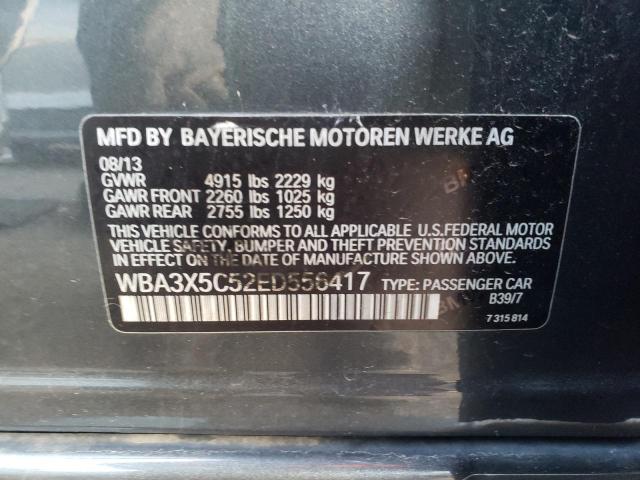 MFD BY BAYERISCHE MOTOREN WERKE AG
08/13
GVWR 4915 lbs 2229 kg
GAWR FRONT 2260 lbs 1025 kg
GAWR REAR 2755 lbs 1250 kg
THIS VEHICLE CONFORMS TO ALL APPLICABLE U.S.FEDERAL MOTOR
VEHICLE SAFETY, BUMPER AND THEFT PREVENTION STANDARDS
IN EFFECT ON THE DATE OF MANUFACTURE SHOWN ABOVE.
WBA3X5C52ED556417 TYPE: PASSENGER CAR
B39/7
7 315 814